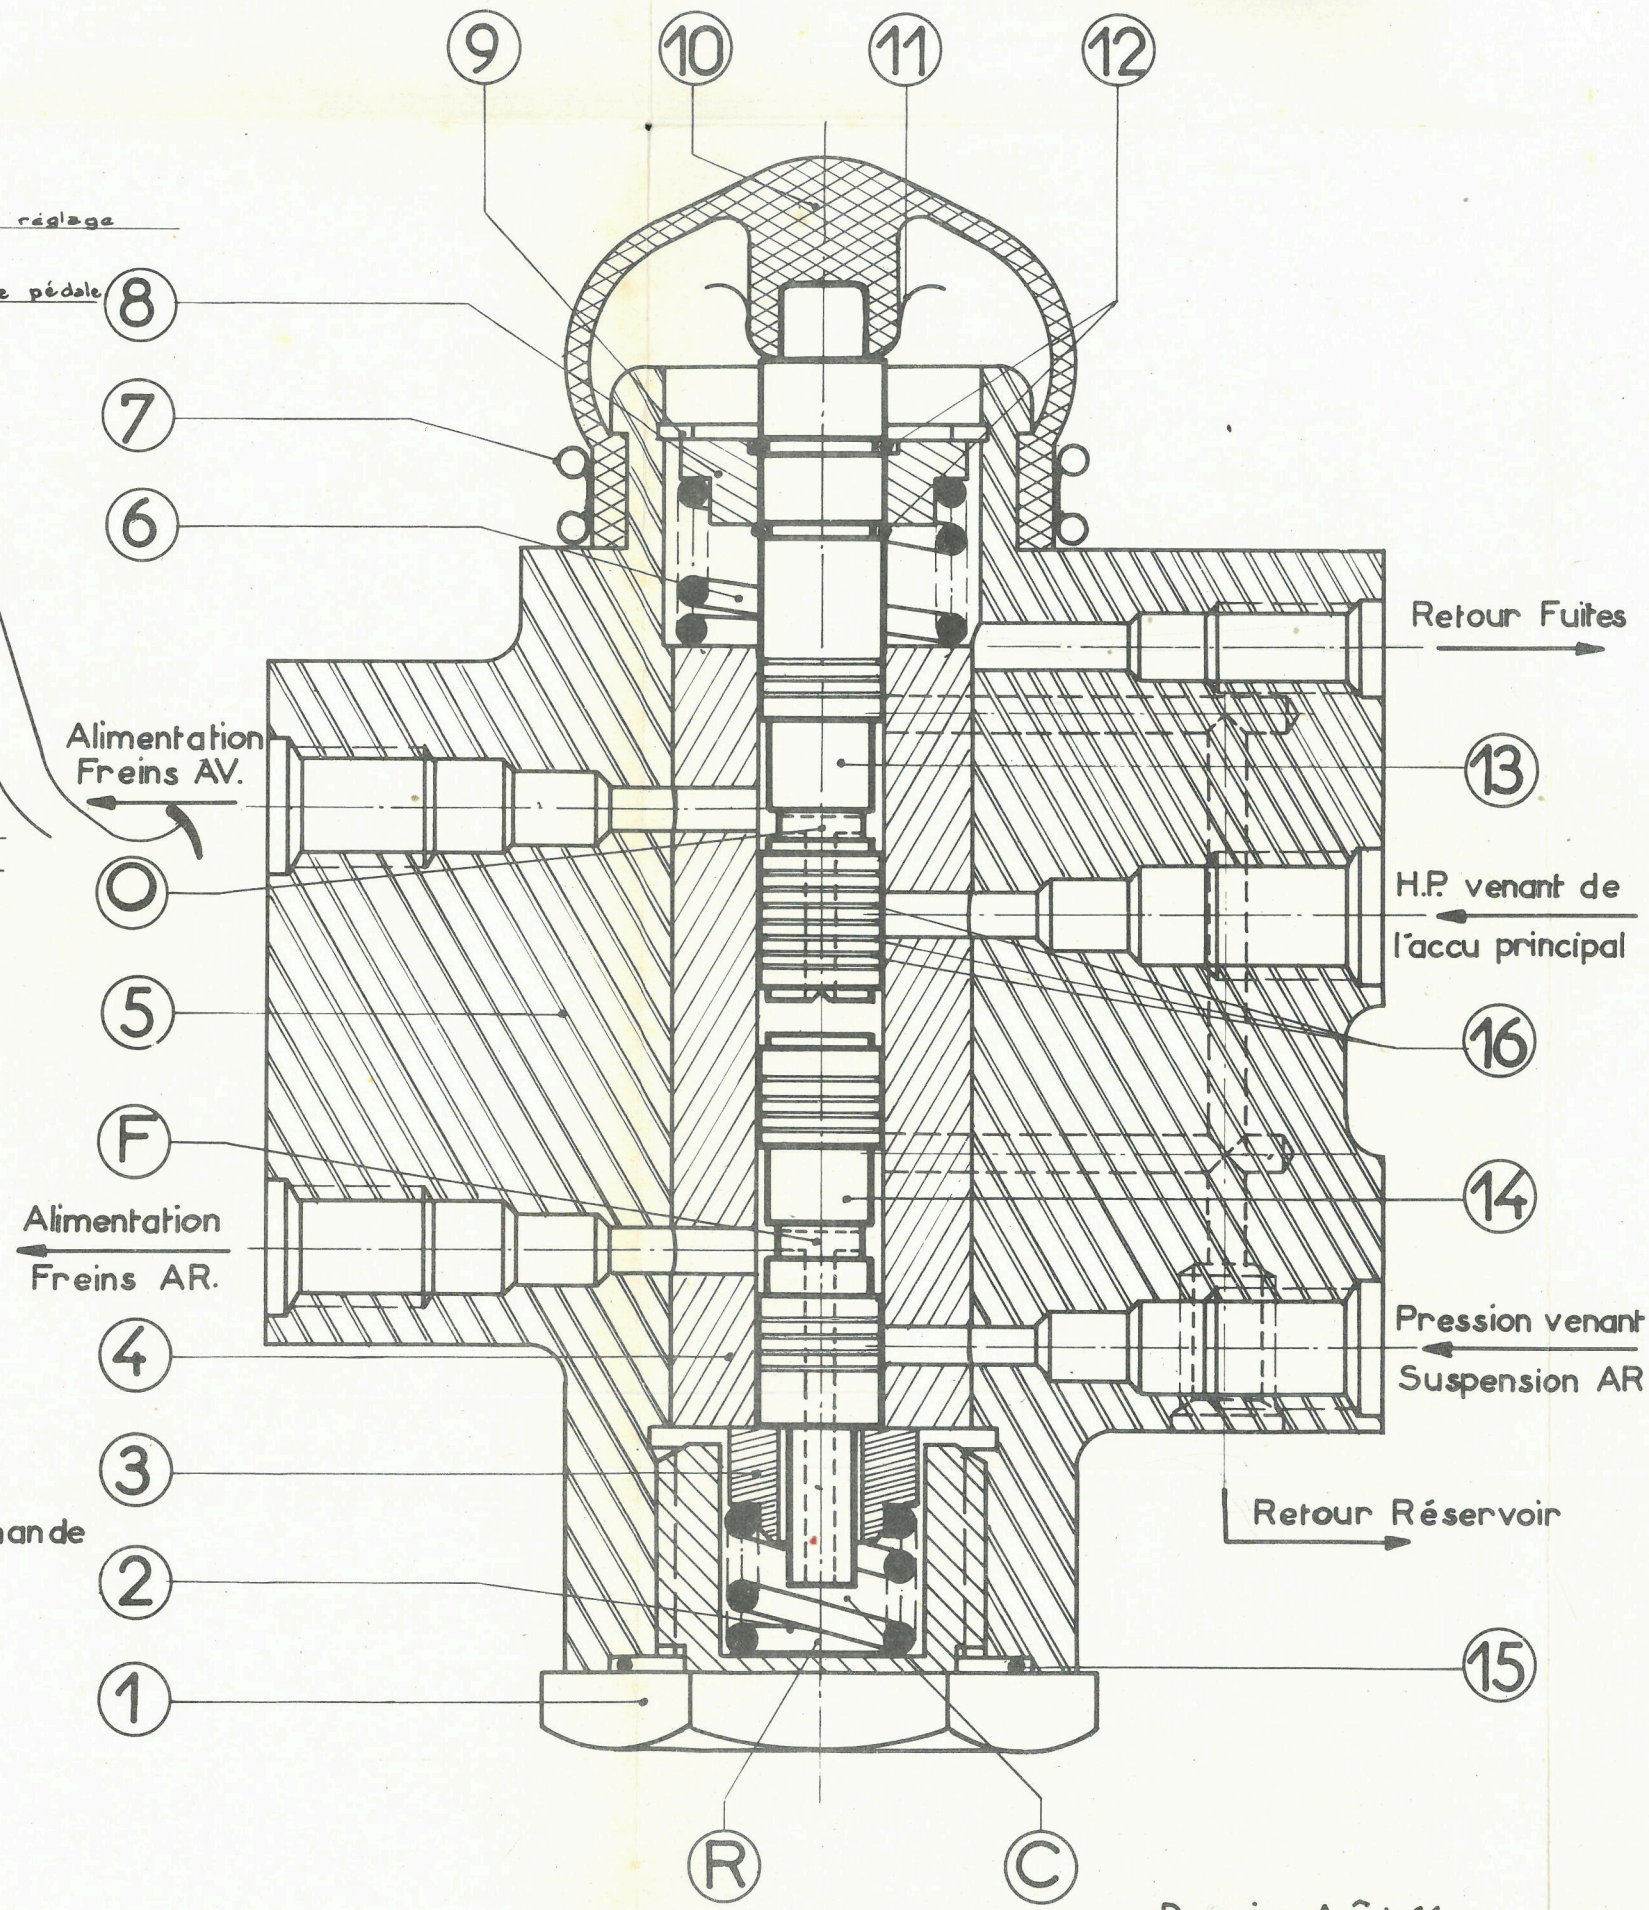 9 10 11 12
réglage
pédale
8
7
6
Retour Fuites
Alimentation
Freins AV.
13
O
H.P. venant de
l'accu principal
5
16
F
14
Alimentation
Freins AR.
4
Pression venant
Suspension AR
3
Retour Réservoir
2
15
1
R C